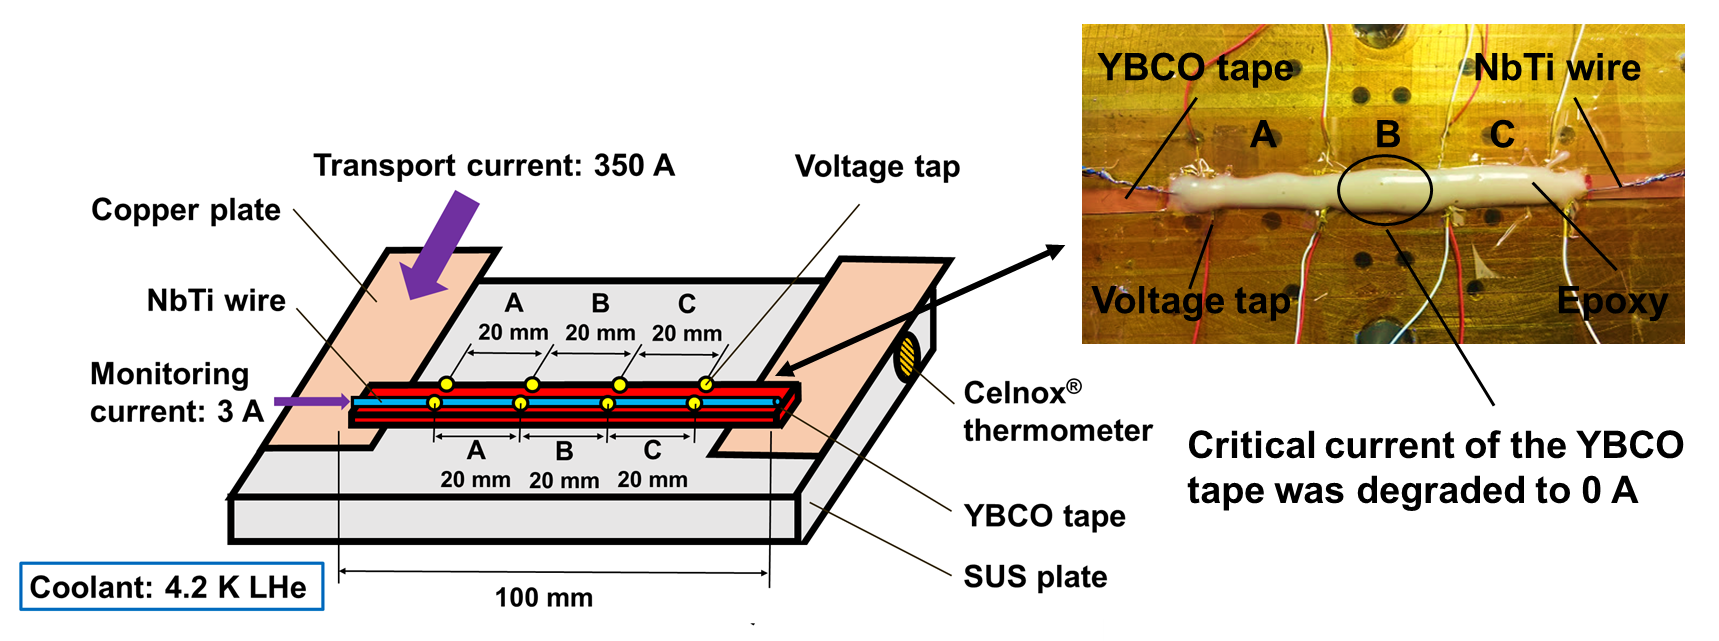 Transport current: 350 A
Voltage tap
Copper plate
NbTi wire
Monitoring
current: 3 A
A
B
C
20 mm
20 mm
20 mm
A
B
C
20 mm
20 mm
20 mm
100 mm
Coolant: 4.2 K LHe
Celnox®
thermometer
YBCO tape
SUS plate
YBCO tape
NbTi wire
A
B
C
Voltage tap
Epoxy
Critical current of the YBCO
tape was degraded to 0 A